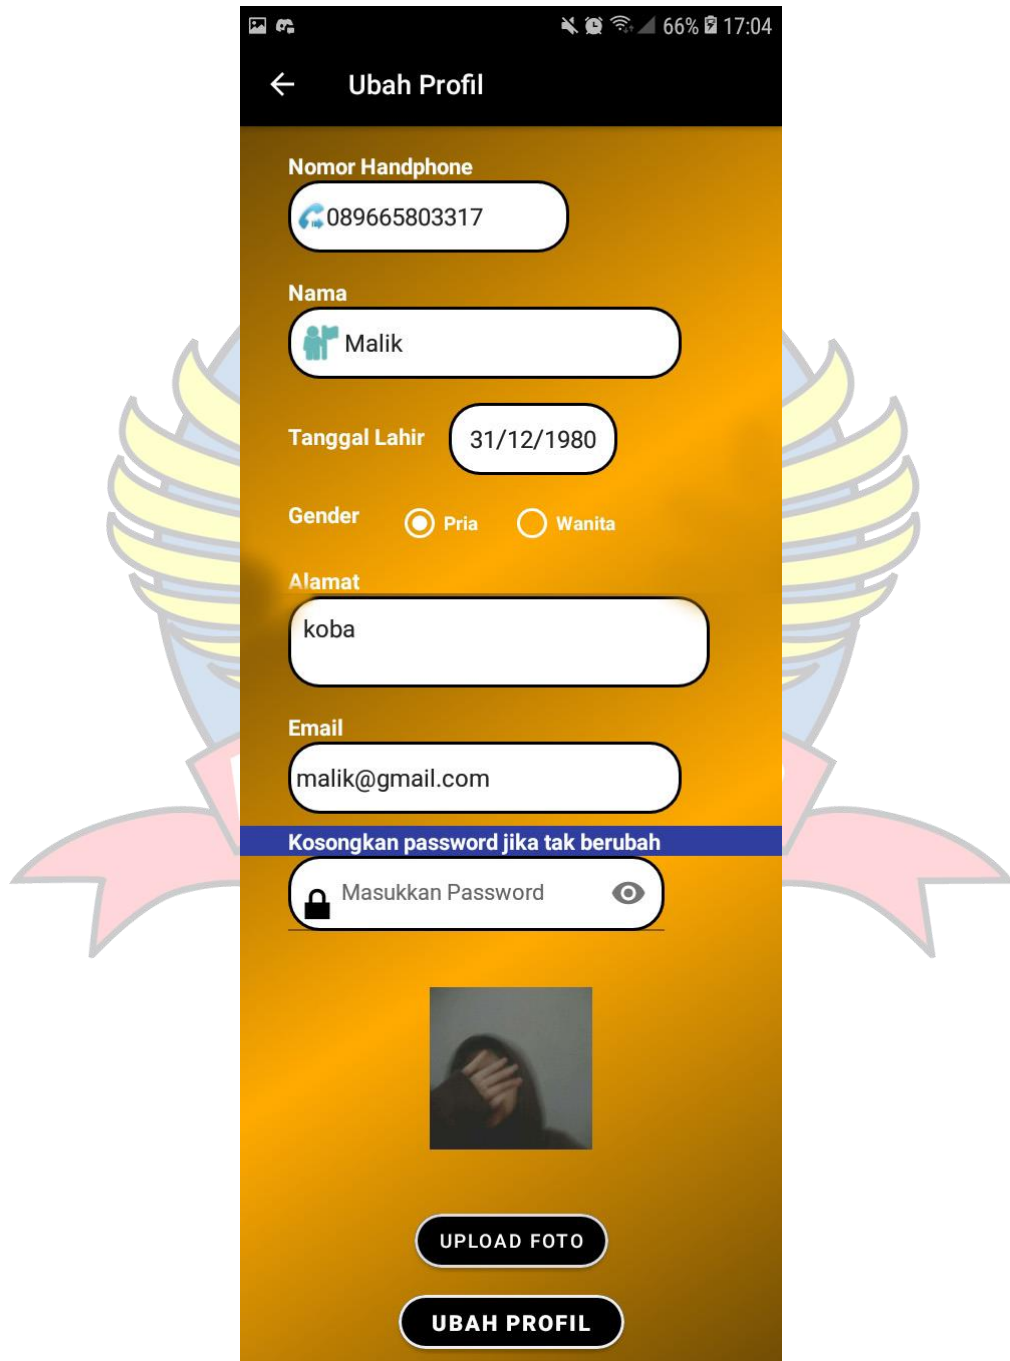 66% 17:04
Ubah Profil
Nomor Handphone
089665803317
Nama
Malik
Tanggal Lahir 31/12/1980
Gender Pria Wanita
Alamat
koba
Email
malik@gmail.com
Kosongkan password jika tak berubah
Masukkan Password
UPLOAD FOTO
UBAH PROFIL